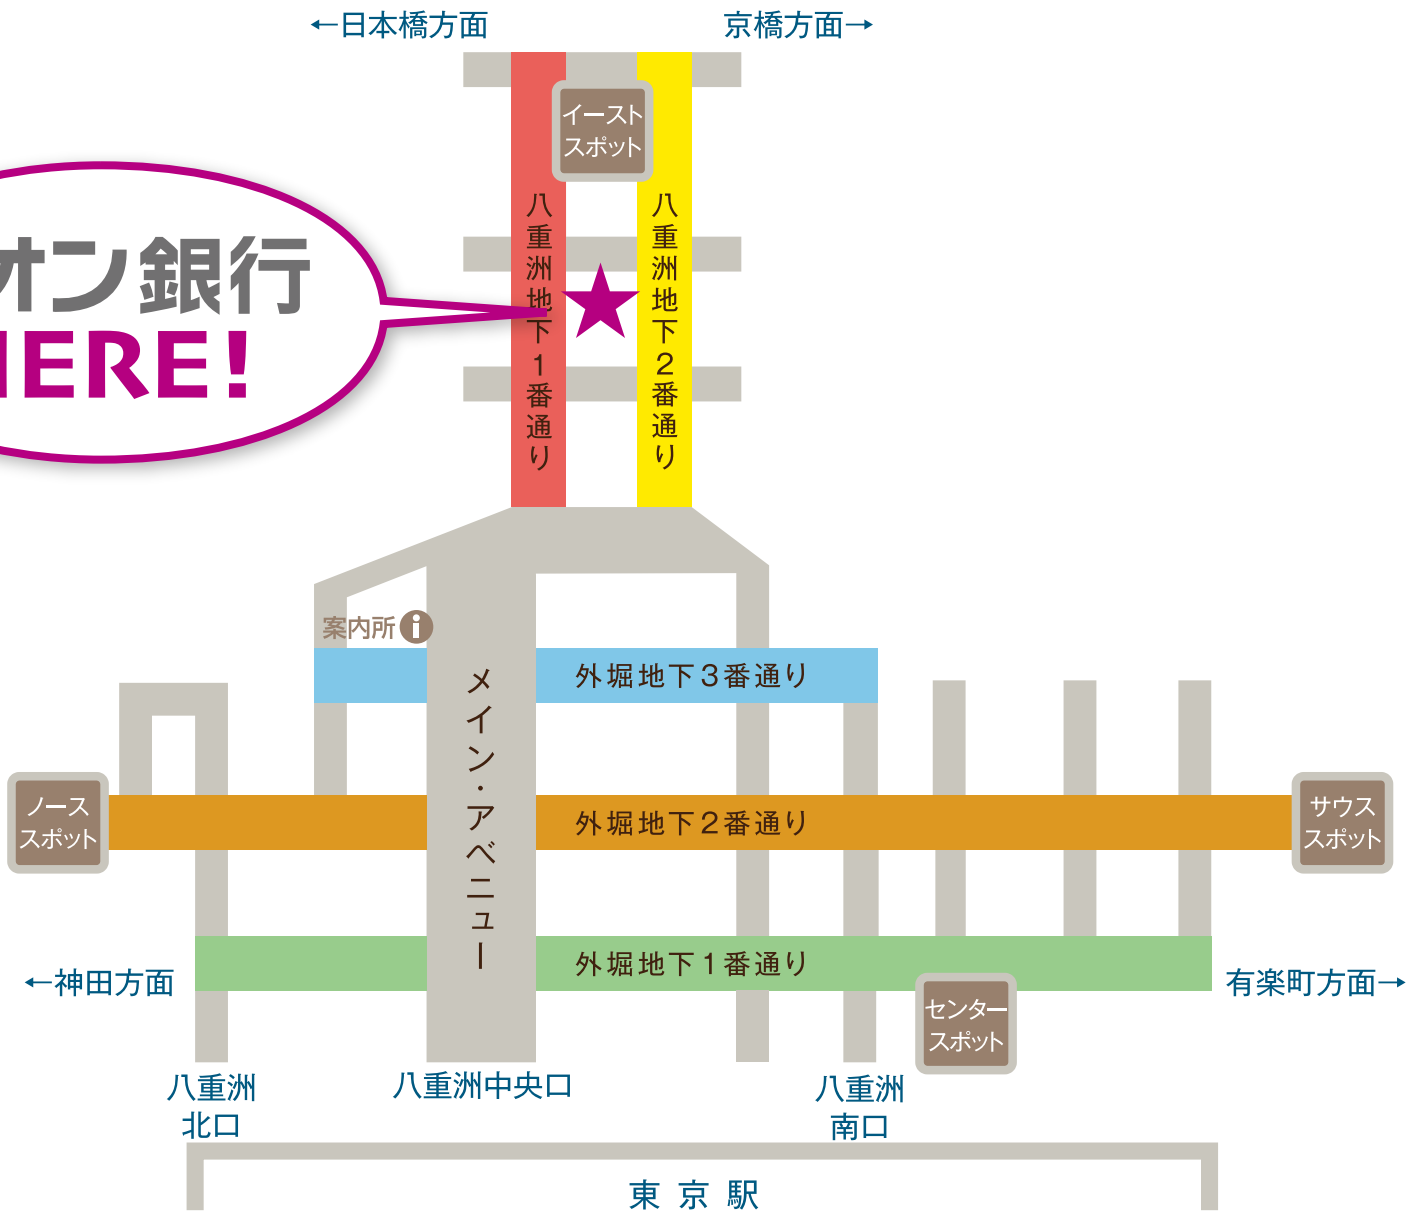 ←日本橋方面
京橋方面→
イースト
スポット
オン銀行
HERE!
八重洲地下1番通り
八重洲地下2番通り
案内所 i
メイン・アベニュー
外堀地下3番通り
ノース
スポット
外堀地下2番通り
サウス
スポット
外堀地下1番通り
←神田方面
有楽町方面→
センター
スポット
八重洲
北口
八重洲中央口
八重洲
南口
東京駅